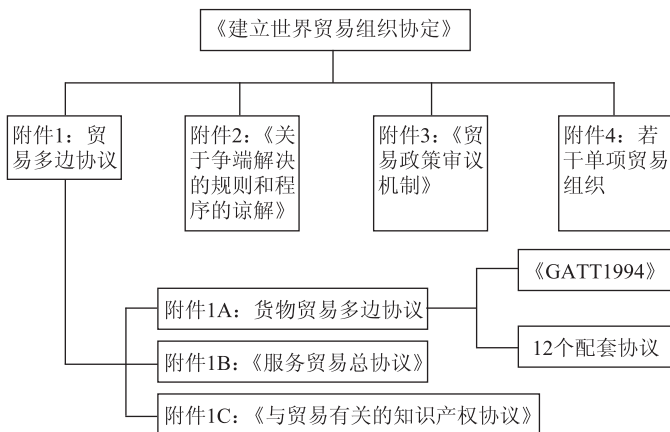 《建立世界贸易组织协定》
附件1：贸
易多边协议
附件2：《关
于争端解决
的规则和程
序的谅解》
附件3：《贸
易政策审议
机制》
附件4：若
干单项贸易
组织
附件1A：货物贸易多边协议
《GATT1994》
12个配套协议
附件1B：《服务贸易总协议》
附件1C：《与贸易有关的知识产权协议》